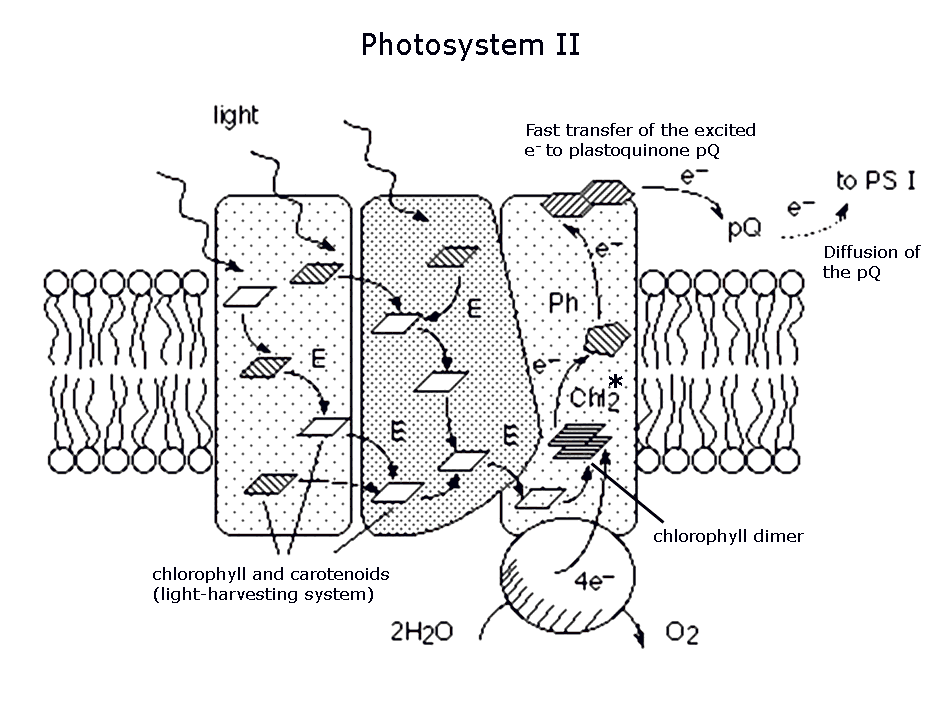 Photosystem II
light
Fast transfer of the excited
e⁻ to plastoquinone pQ
e⁻
to PS I
e⁻
pQ
Diffusion of
the pQ
e⁻
E
Ph
E
e⁻
Chl₂*
E
E
chlorophyll dimer
chlorophyll and carotenoids
(light-harvesting system)
4e⁻
2H₂O
O₂